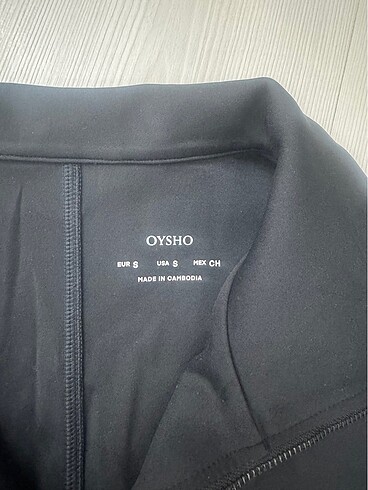 OYSHO
EUR S USA S MEX CH
MADE IN CAMBODIA